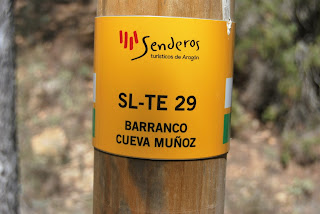 Senderos
turísticos de Aragón
SL-TE 29
BARRANCO
CUEVA MUÑOZ